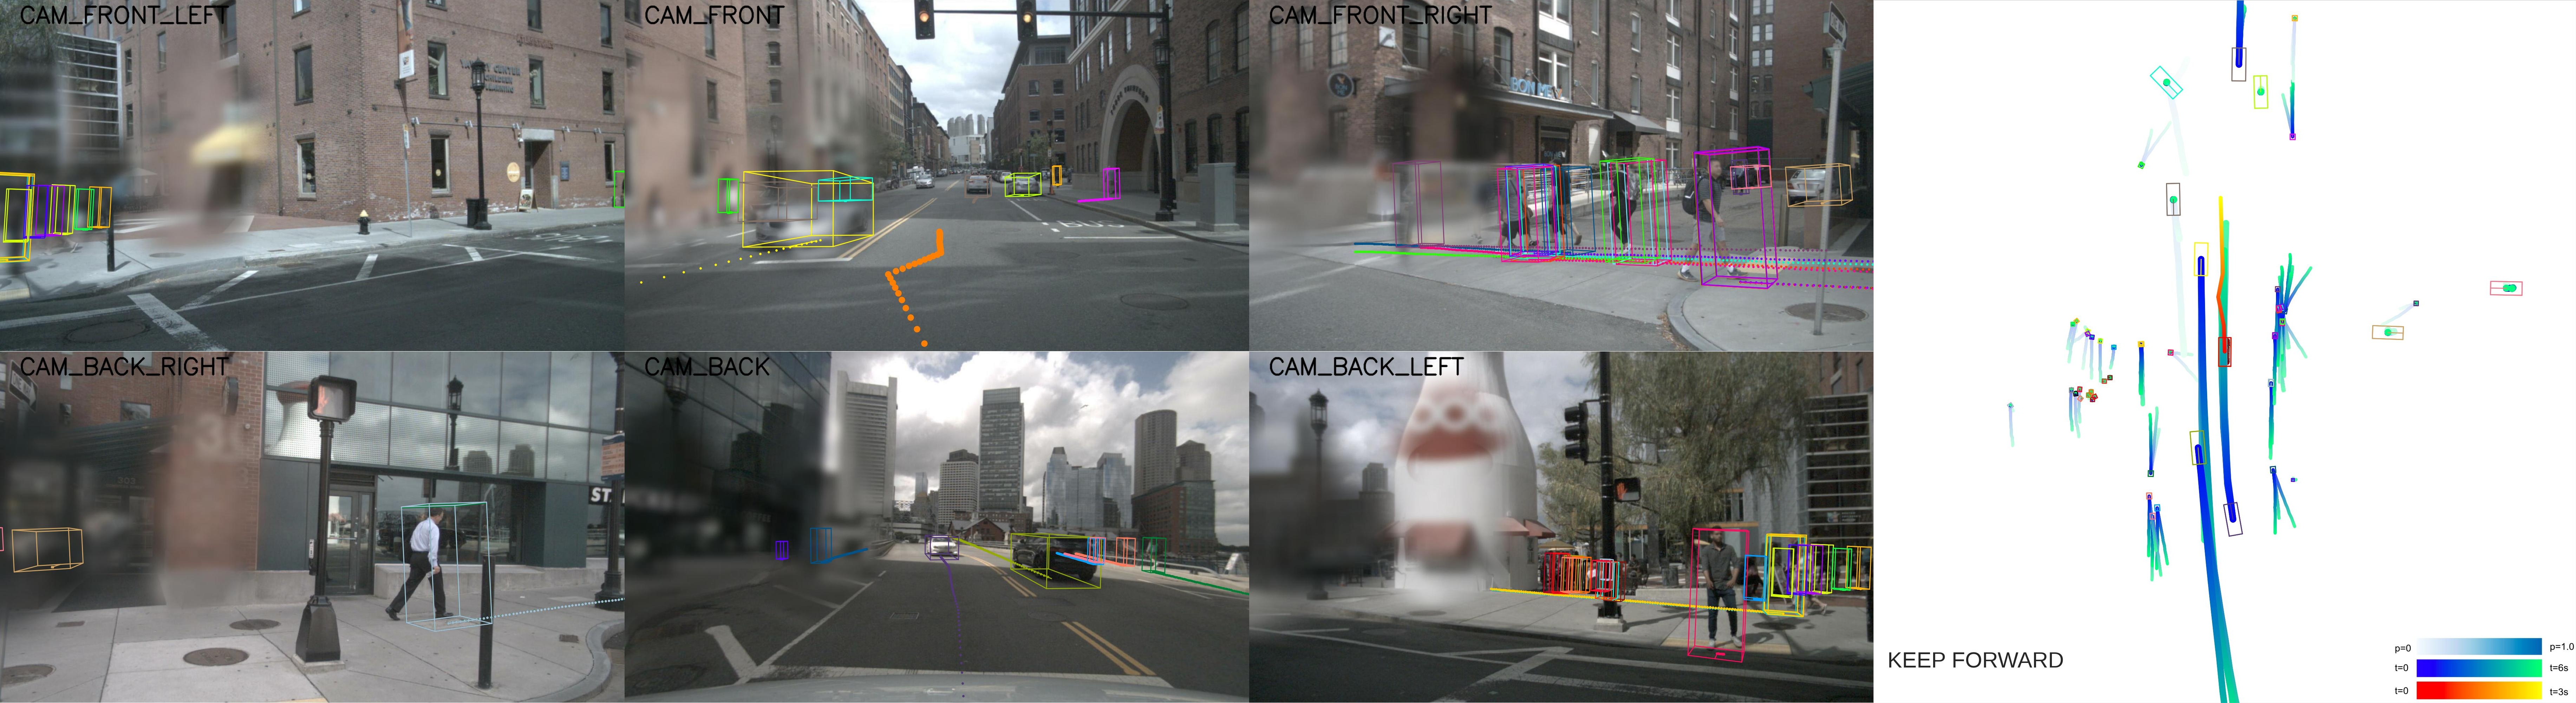 CAM_FRONT_LEFT
CAM_FRONT
CAM_FRONT_RIGHT
CAM_BACK_RIGHT
CAM_BACK
CAM_BACK_LEFT
KEEP FORWARD
p=0
p=1.0
t=0
t=6s
t=0
t=3s